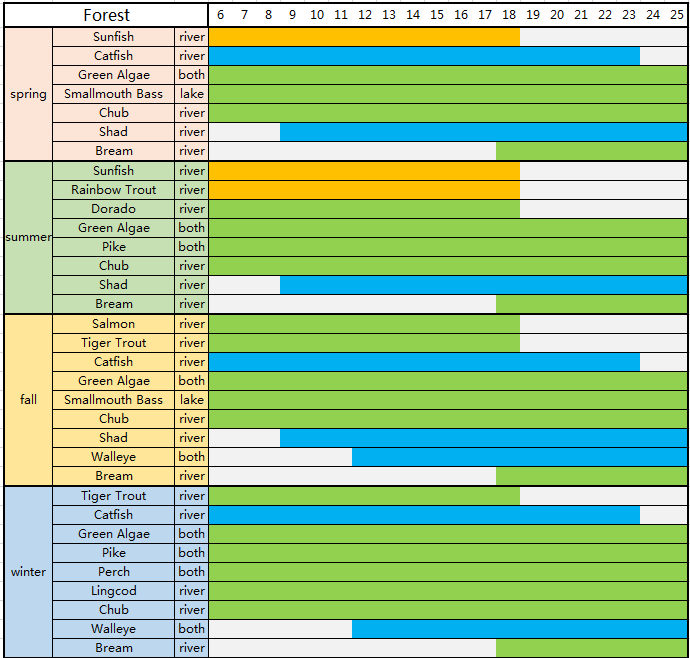 Forest 6 7 8 9 10 11 12 13 14 15 16 17 18 19 20 21 22 23 24 25
spring
Sunfish river
Catfish river
Green Algae both
Smallmouth Bass lake
Chub river
Shad river
Bream river
summer
Sunfish river
Rainbow Trout river
Dorado river
Green Algae both
Pike both
Chub river
Shad river
Bream river
fall
Salmon river
Tiger Trout river
Catfish river
Green Algae both
Smallmouth Bass lake
Chub river
Shad river
Walleye both
Bream river
winter
Tiger Trout river
Catfish river
Green Algae both
Pike both
Perch both
Lingcod river
Chub river
Walleye both
Bream river